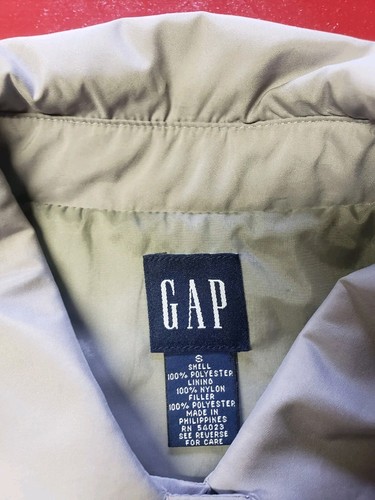 GAP
S
SHELL
100% POLYESTER
LINING
100% NYLON
FILLER
100% POLYESTER
MADE IN
PHILIPPINES
RN 54023
SEE REVERSE
FOR CARE